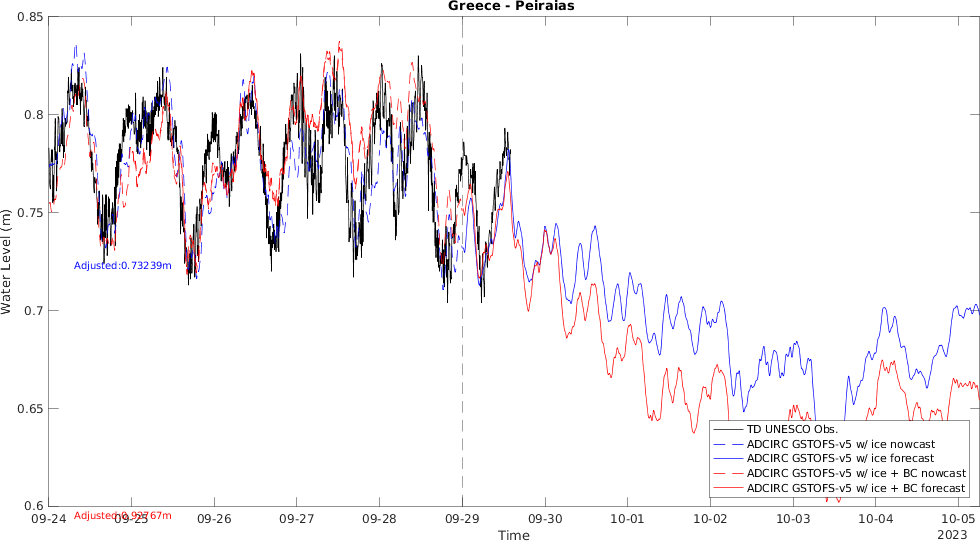 Greece - Peiraias
0.85
0.8
0.75
0.7
0.65
0.6
Water Level (m)
Adjusted:0.73239m
Adjusted:0.92767m
TD UNESCO Obs.
ADCIRC GSTOFS-v5 w/ ice nowcast
ADCIRC GSTOFS-v5 w/ ice forecast
ADCIRC GSTOFS-v5 w/ ice + BC nowcast
ADCIRC GSTOFS-v5 w/ ice + BC forecast
09-24 09-25 09-26 09-27 09-28 09-29 09-30 10-01 10-02 10-03 10-04 10-05
Time
2023